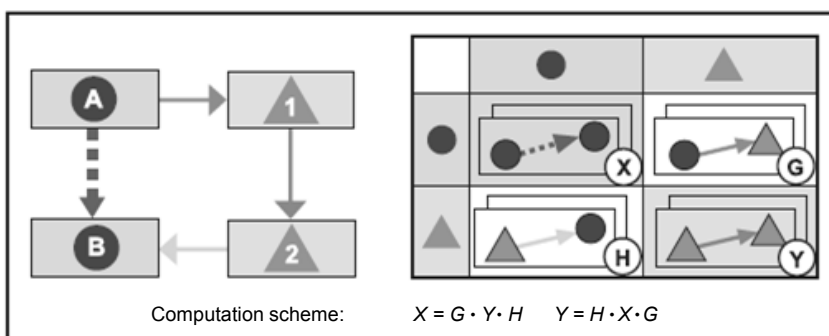 A
1
B
2
X
G
H
Y
Computation scheme: X = G · Y · H Y = H · X · G